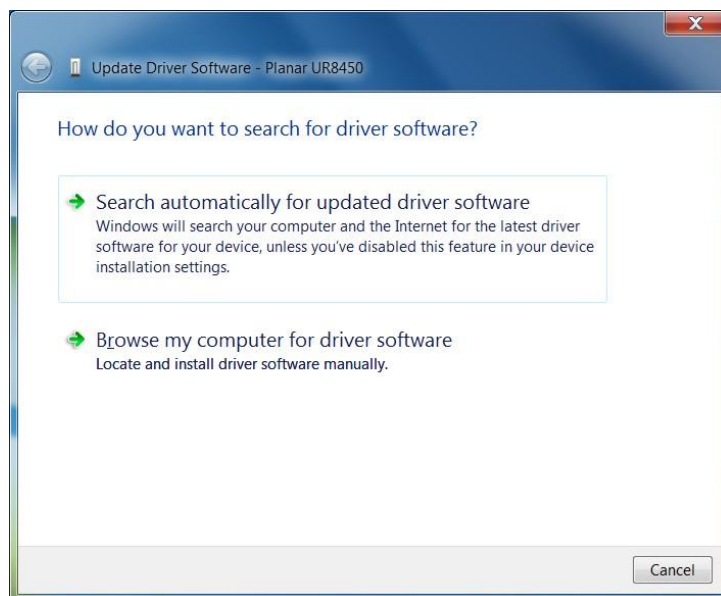 Update Driver Software - Planar UR8450
How do you want to search for driver software?
Search automatically for updated driver software
Windows will search your computer and the Internet for the latest driver
software for your device, unless you've disabled this feature in your device
installation settings.
Browse my computer for driver software
Locate and install driver software manually.
Cancel